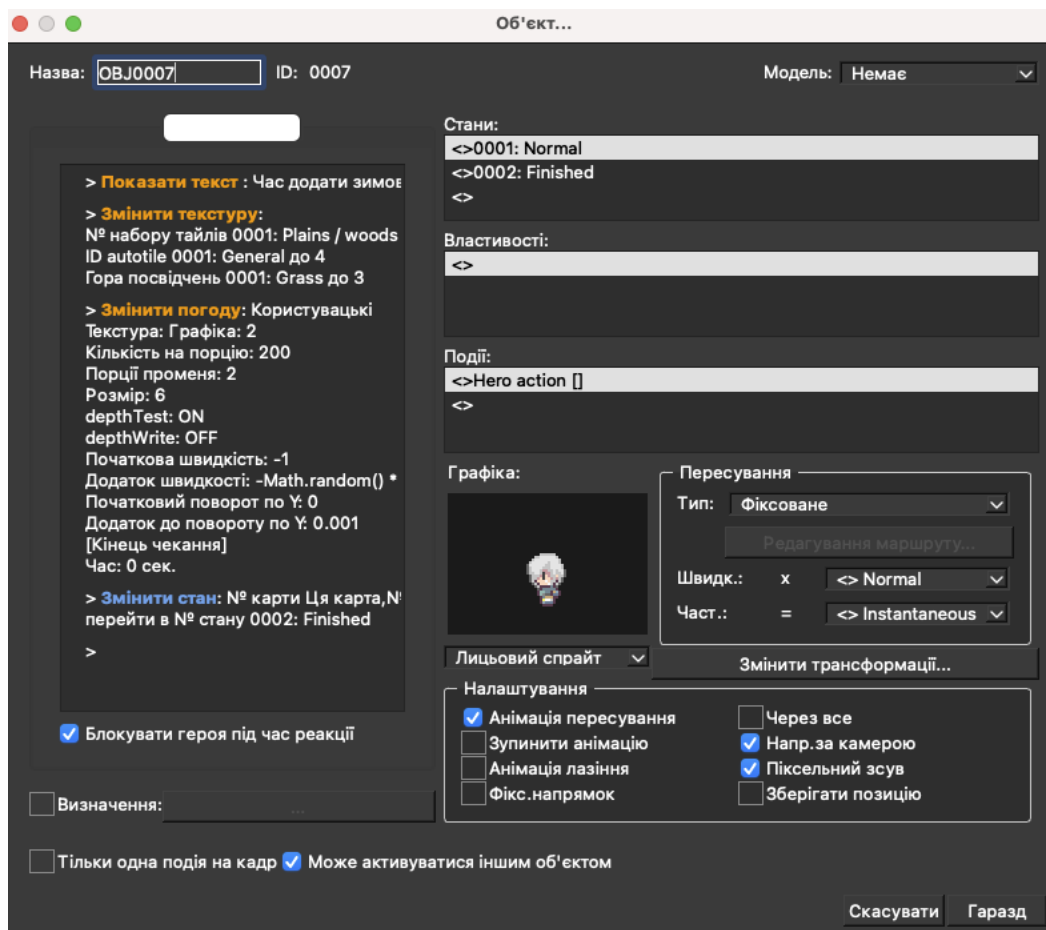 Об'єкт...
Назва: OBJ0007 ID: 0007
Модель: Немає
> Показати текст : Час додати зимов
> Змінити текстуру:
№ набору тайлів 0001: Plains / woods
ID autotile 0001: General до 4
Гора посвідчень 0001: Grass до 3
> Змінити погоду: Користувацькі
Текстура: Графіка: 2
Кількість на порцію: 200
Порції променя: 2
Розмір: 6
depthTest: ON
depthWrite: OFF
Початкова швидкість: -1
Додаток швидкості: -Math.random() *
Початковий поворот по Y: 0
Додаток до повороту по Y: 0.001
[Кінець чекання]
Час: 0 сек.
> Змінити стан: № карти Ця карта,№
перейти в № стану 0002: Finished
>
Блокувати героя під час реакції
Визначення: ...
Тільки одна подія на кадр
Може активуватися іншим об'єктом
Стани:
<>0001: Normal
<>0002: Finished
<>
Властивості:
<>
Події:
<>Hero action []
<>
Графіка:
Лицьовий спрайт
Пересування
Тип: Фіксоване
Редагування маршруту...
Швидк.: x <> Normal
Част.: = <> Instantaneous
Змінити трансформації...
Налаштування
Анімація пересування
Зупинити анімацію
Анімація лазіння
Фікс.напрямок
Через все
Напр.за камерою
Піксельний зсув
Зберігати позицію
Скасувати
Гаразд